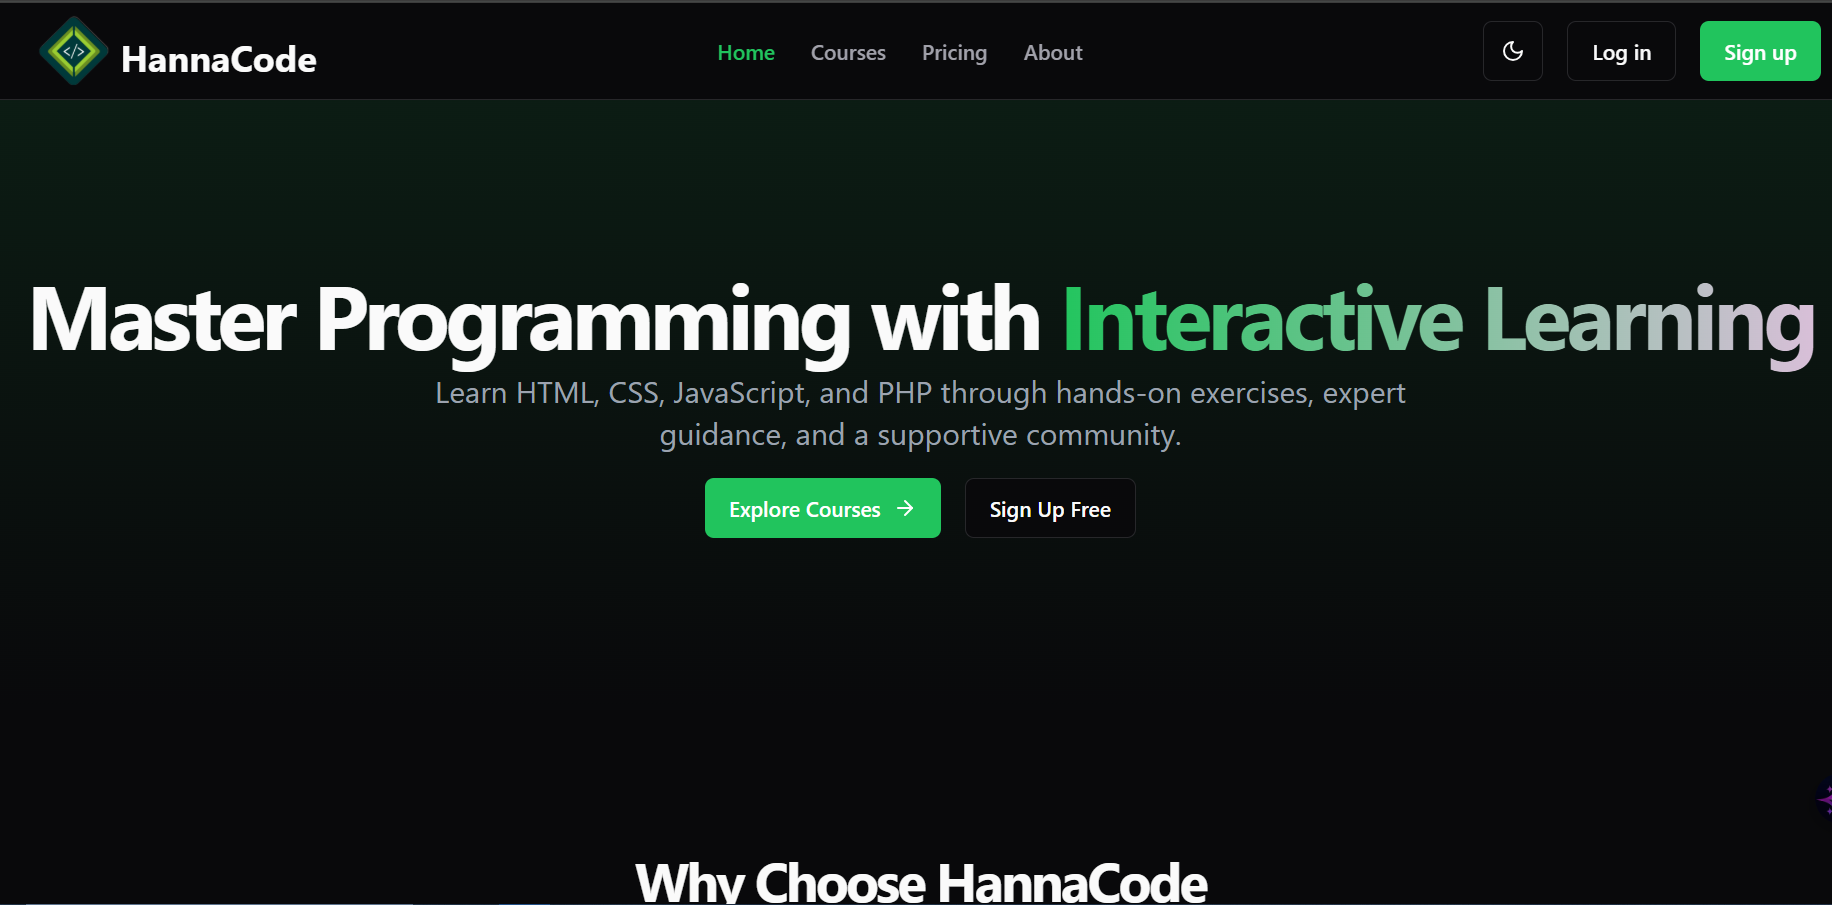 </>
HannaCode
Home Courses Pricing About
Log in
Sign up
Master Programming with Interactive Learning
Learn HTML, CSS, JavaScript, and PHP through hands-on exercises, expert
guidance, and a supportive community.
Explore Courses →
Sign Up Free
Why Choose HannaCode